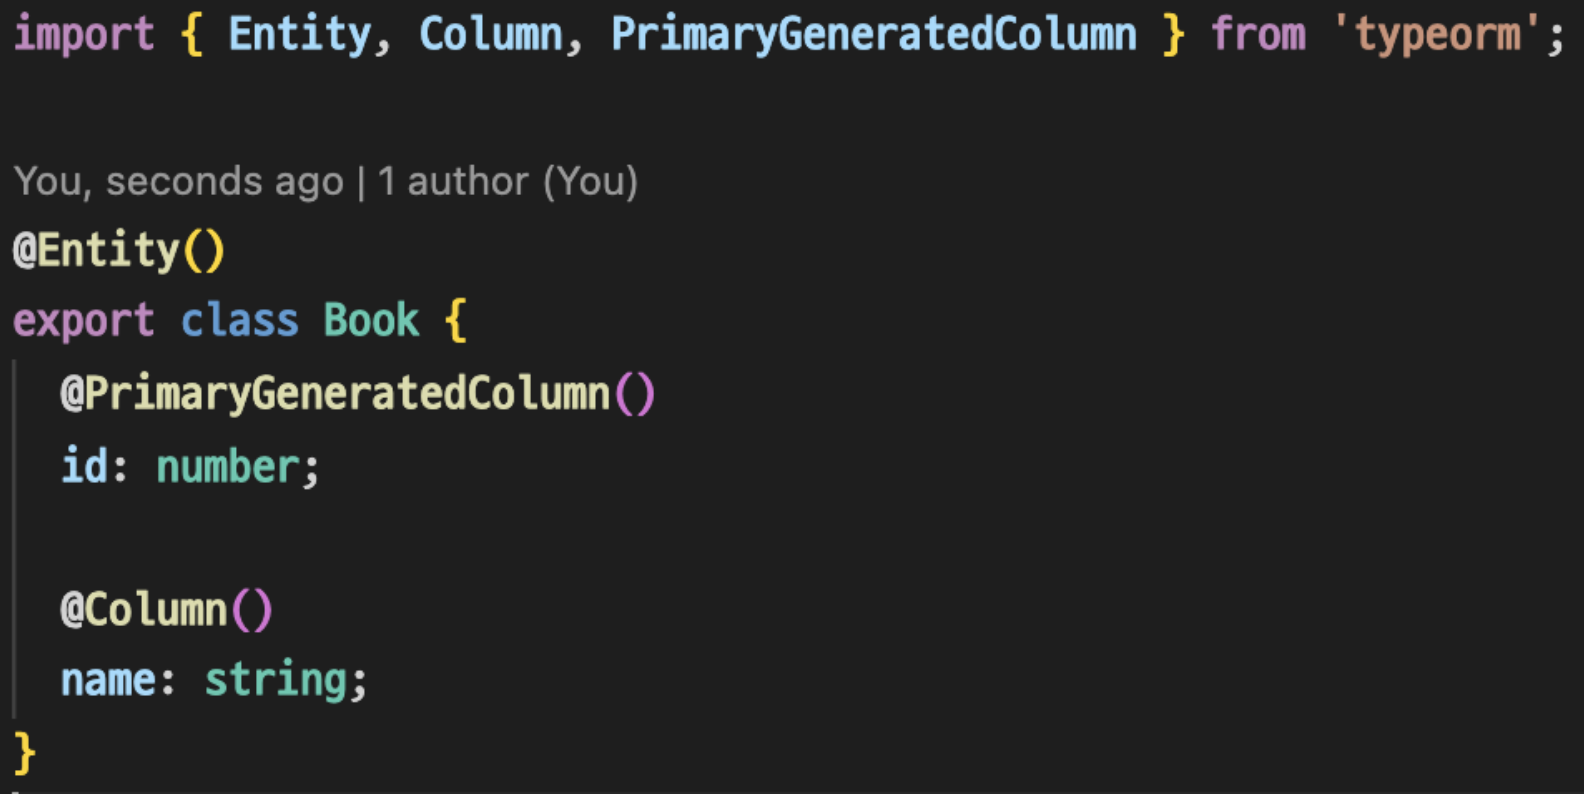 import { Entity, Column, PrimaryGeneratedColumn } from 'typeorm';
You, seconds ago | 1 author (You)
@Entity()
export class Book {
@PrimaryGeneratedColumn()
id: number;
@Column()
name: string;
}